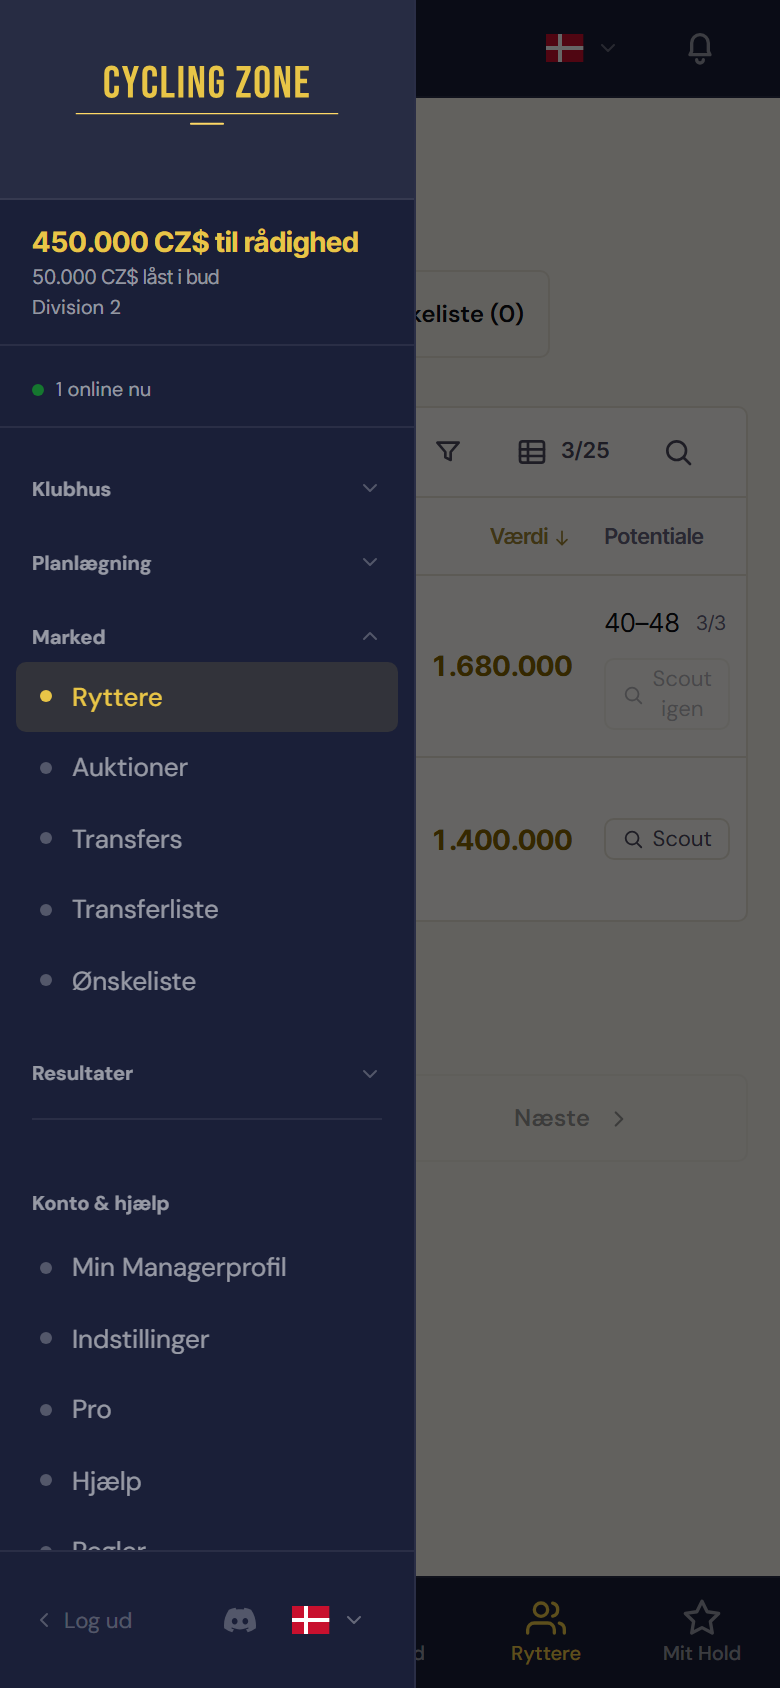 CYCLING ZONE
450.000 CZ$ til rådighed
50.000 CZ$ låst i bud
Division 2
1 online nu
Klubhus
Planlægning
Marked
Ryttere
Auktioner
Transfers
Transferliste
Ønskeliste
Resultater
Konto & hjælp
Min Managerprofil
Indstillinger
Pro
Hjælp
Log ud
keliste (0)
3/25
Værdi ↓ Potentiale
40–48 3/3
1.680.000
Scout
igen
1.400.000 Scout
Næste
d
Ryttere
Mit Hold